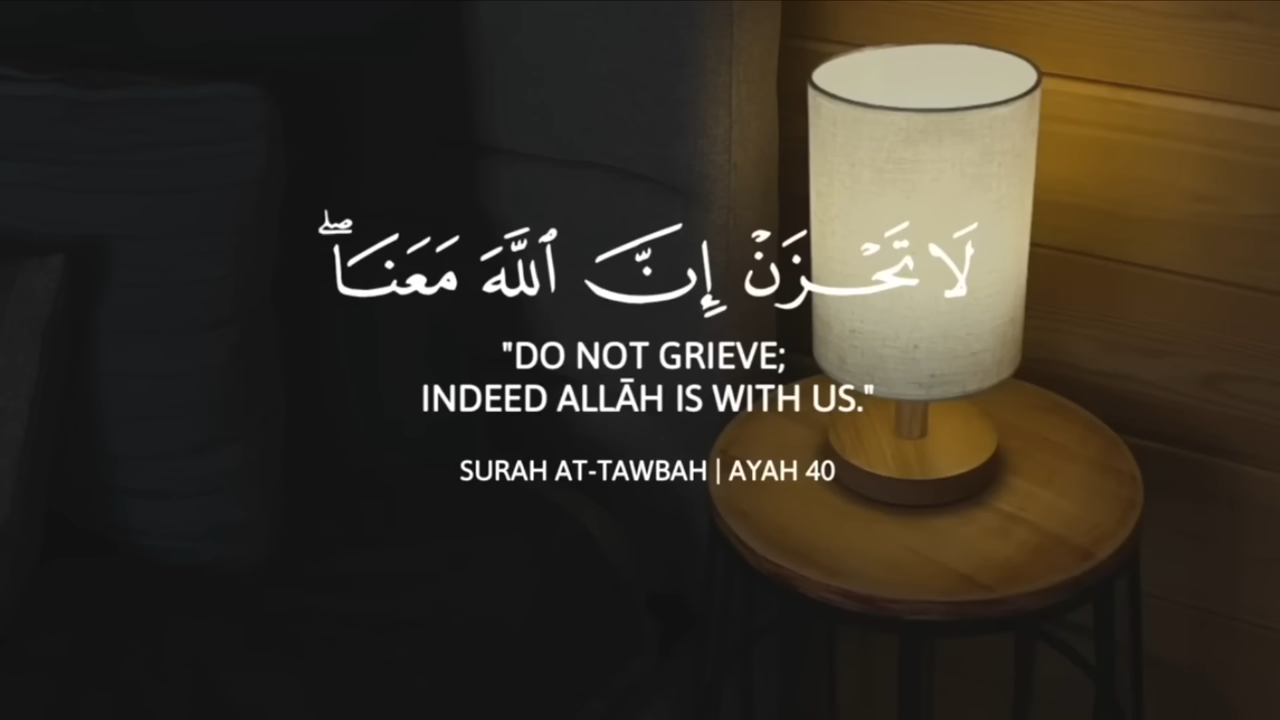 لَا تَحْزَنْ إِنَّ ٱللَّهَ مَعَنَا ۖ
"DO NOT GRIEVE;
INDEED ALLĀH IS WITH US."
SURAH AT-TAWBAH | AYAH 40